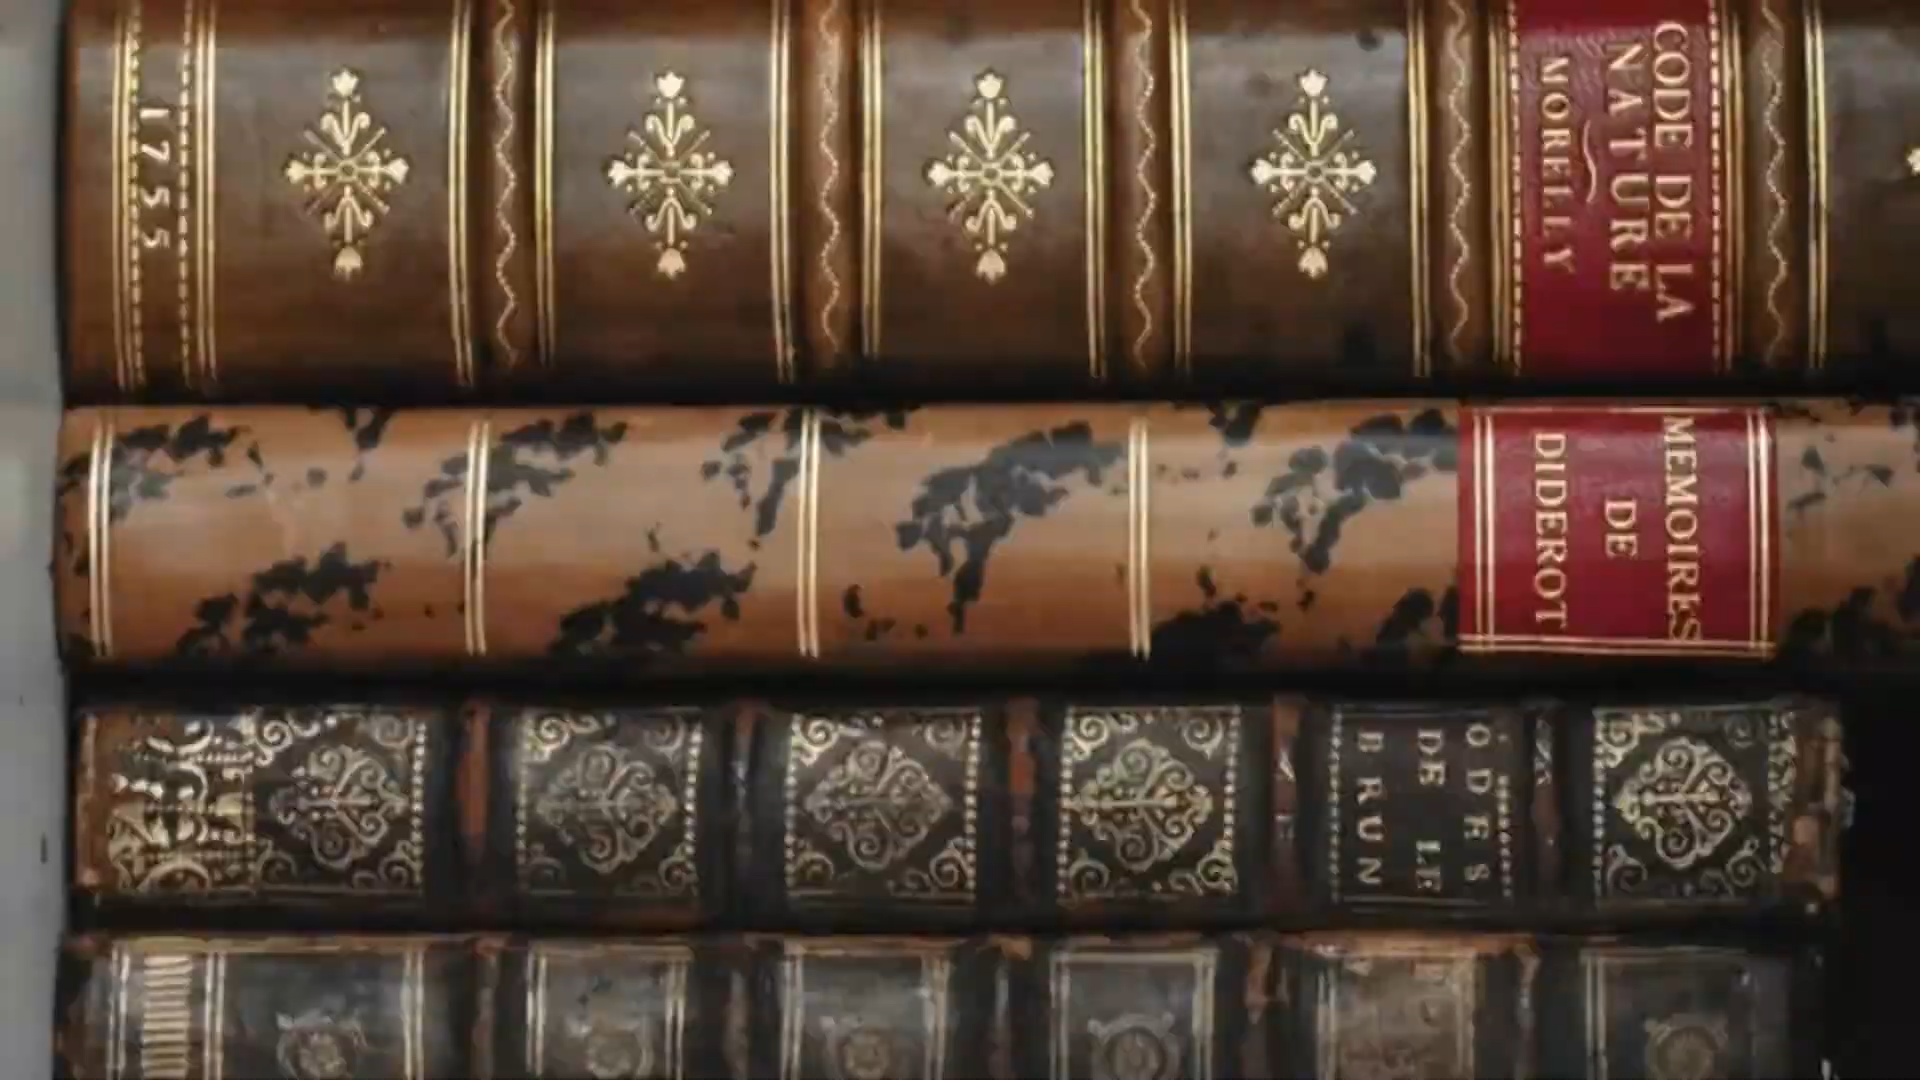 CODE DE LA
NATURE
MORELLY
1755
MEMOIRES
DE
DIDEROT
ODES
DE LE
BRUN